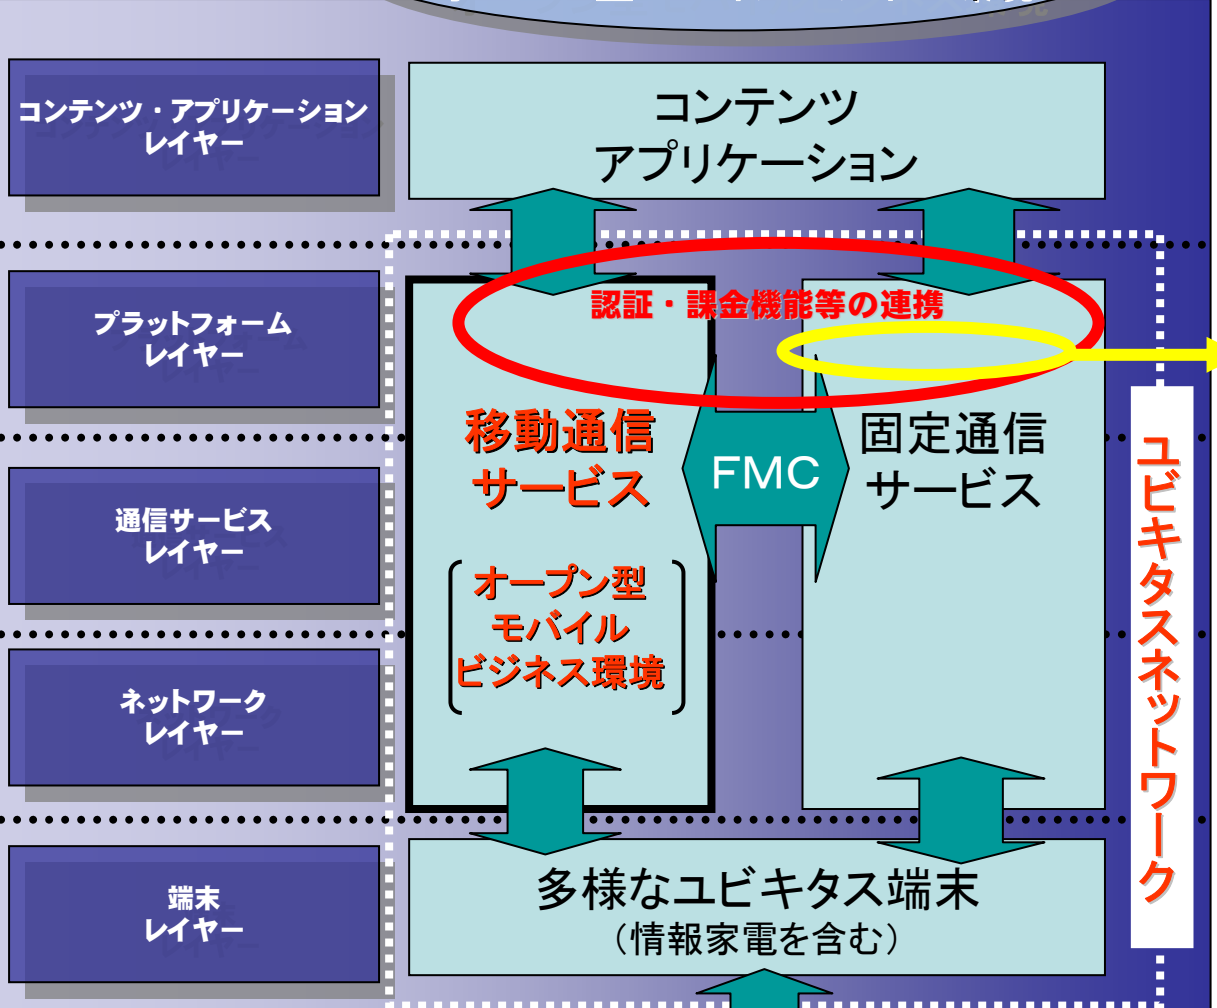 コンテンツ・アプリケーション
レイヤー
コンテンツ
アプリケーション
プラットフォーム
レイヤー
認証・課金機能等の連携
移動通信
サービス
FMC
固定通信
サービス
通信サービス
レイヤー
オープン型
モバイル
ビジネス環境
ネットワーク
レイヤー
ユビキタスネットワーク
端末
レイヤー
多様なユビキタス端末
(情報家電を含む)